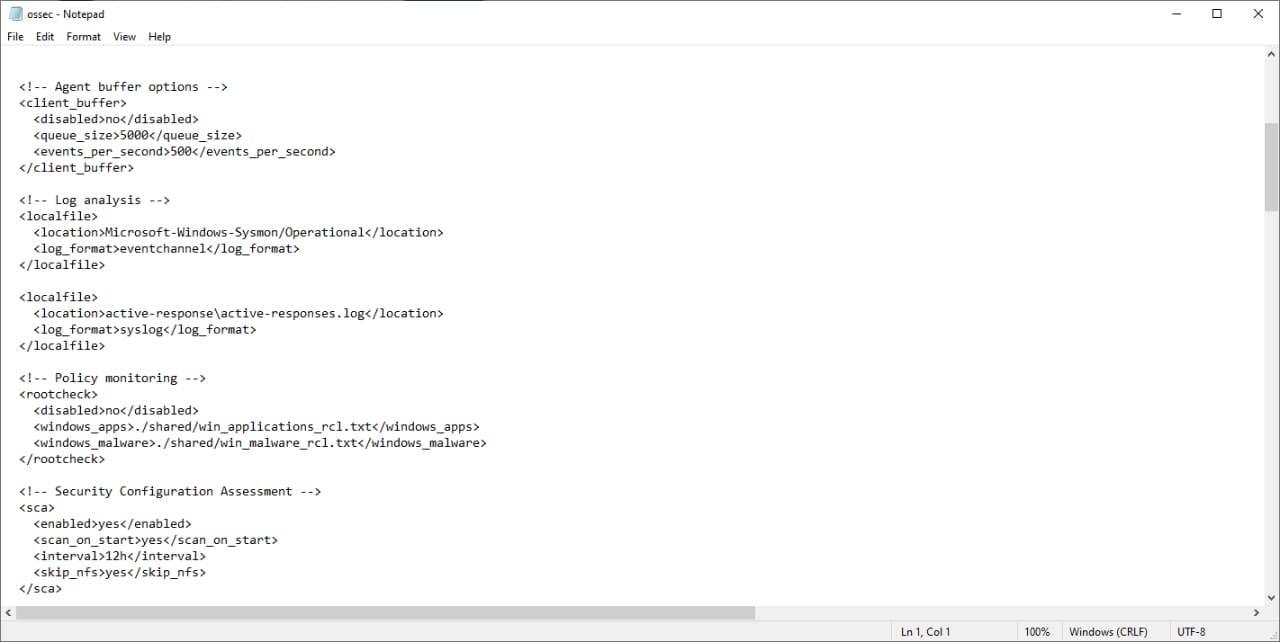 ossec - Notepad
File Edit Format View Help
<!-- Agent buffer options -->
<client_buffer>
  <disabled>no</disabled>
  <queue_size>5000</queue_size>
  <events_per_second>500</events_per_second>
</client_buffer>
<!-- Log analysis -->
<localfile>
  <location>Microsoft-Windows-Sysmon/Operational</location>
  <log_format>eventchannel</log_format>
</localfile>
<localfile>
  <location>active-response\active-responses.log</location>
  <log_format>syslog</log_format>
</localfile>
<!-- Policy monitoring -->
<rootcheck>
  <disabled>no</disabled>
  <windows_apps>./shared/win_applications_rcl.txt</windows_apps>
  <windows_malware>./shared/win_malware_rcl.txt</windows_malware>
</rootcheck>
<!-- Security Configuration Assessment -->
<sca>
  <enabled>yes</enabled>
  <scan_on_start>yes</scan_on_start>
  <interval>12h</interval>
  <skip_nfs>yes</skip_nfs>
</sca>
Ln 1, Col 1 100% Windows (CRLF) UTF-8